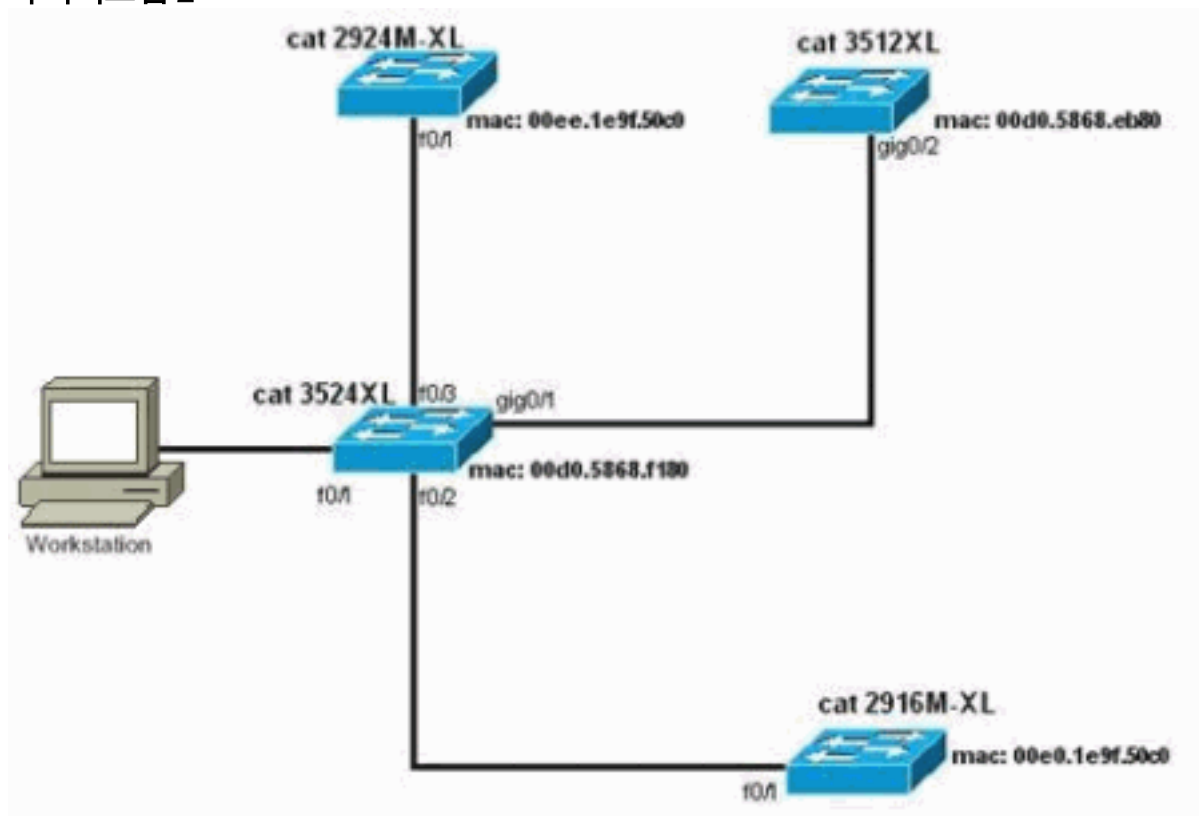 cat 2924M-XL
mac: 00ee.1e9f.50c0
f0/1
cat 3512XL
mac: 00d0.5868.eb80
gig0/2
cat 3524XL
f0/3
gig0/1
mac: 00d0.5868.f180
f0/1
f0/2
Workstation
cat 2916M-XL
mac: 00e0.1e9f.50c0
f0/1